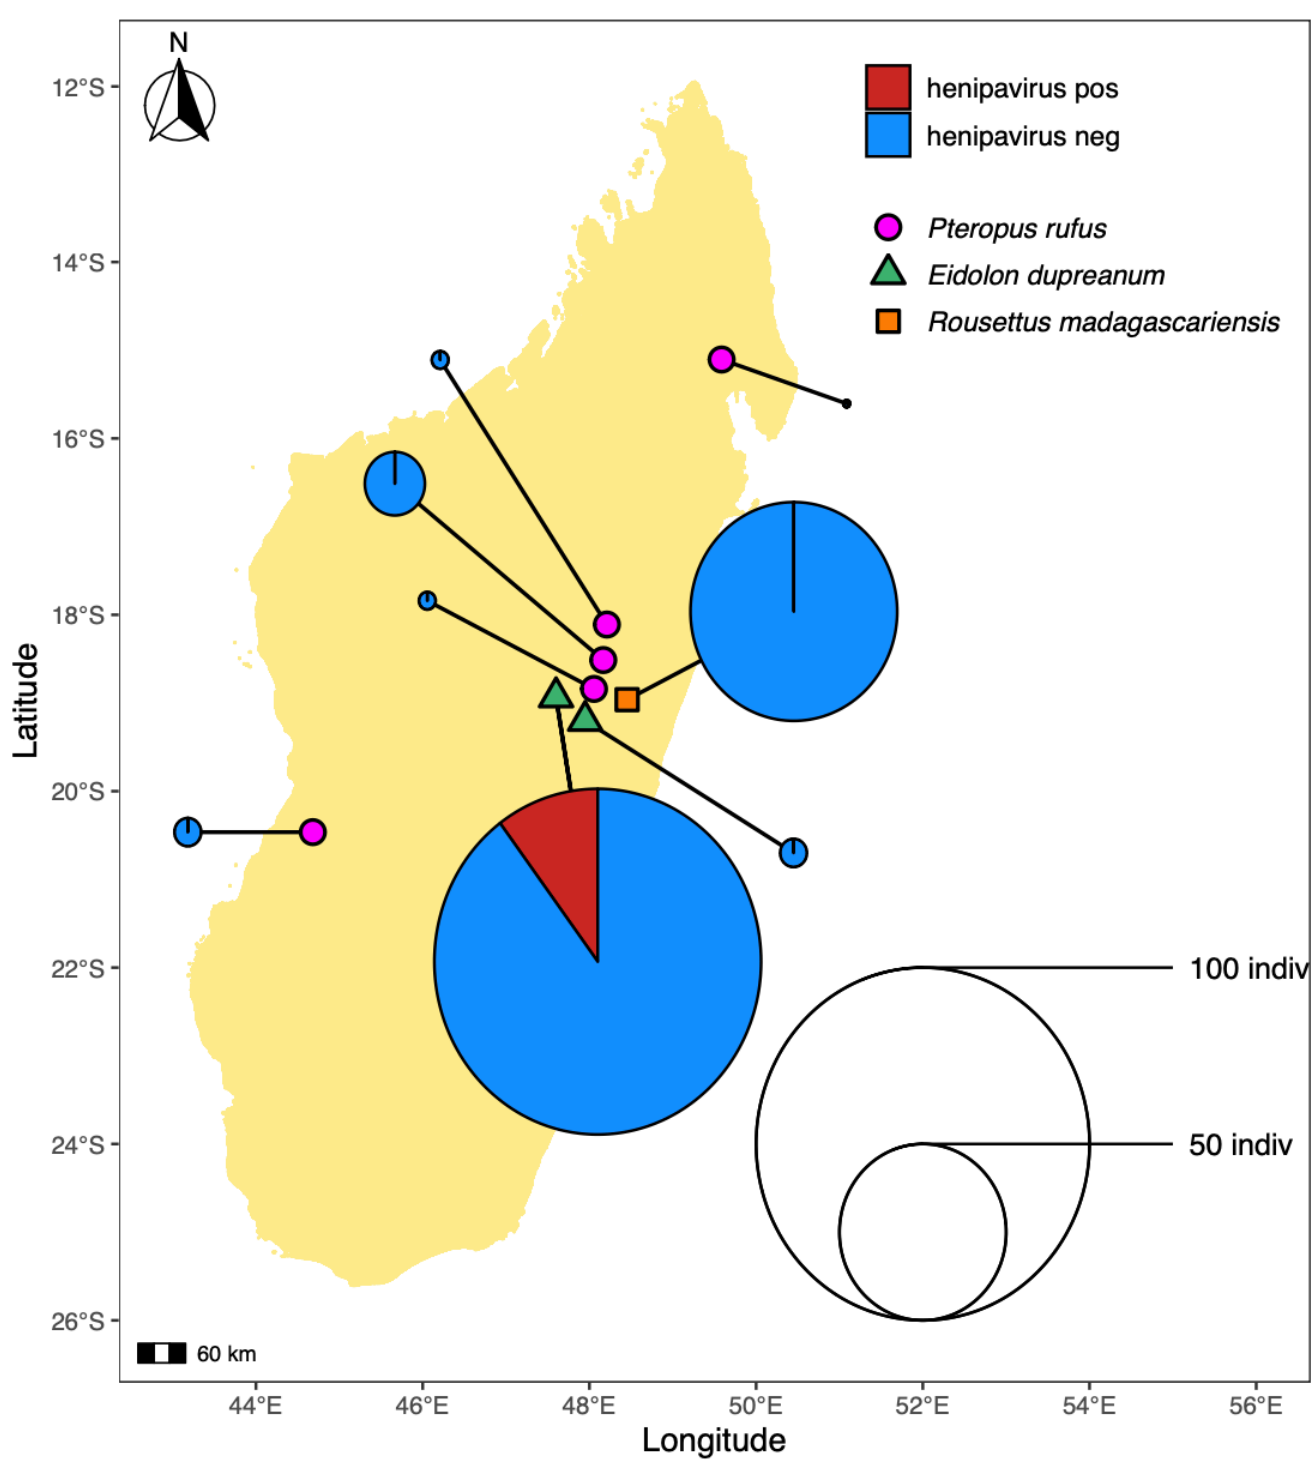 N
henipavirus pos
henipavirus neg
Pteropus rufus
Eidolon dupreanum
Rousettus madagascariensis
12°S
14°S
16°S
18°S
20°S
22°S
24°S
26°S
Latitude
100 indiv
50 indiv
60 km
44°E
46°E
48°E
50°E
52°E
54°E
56°E
Longitude